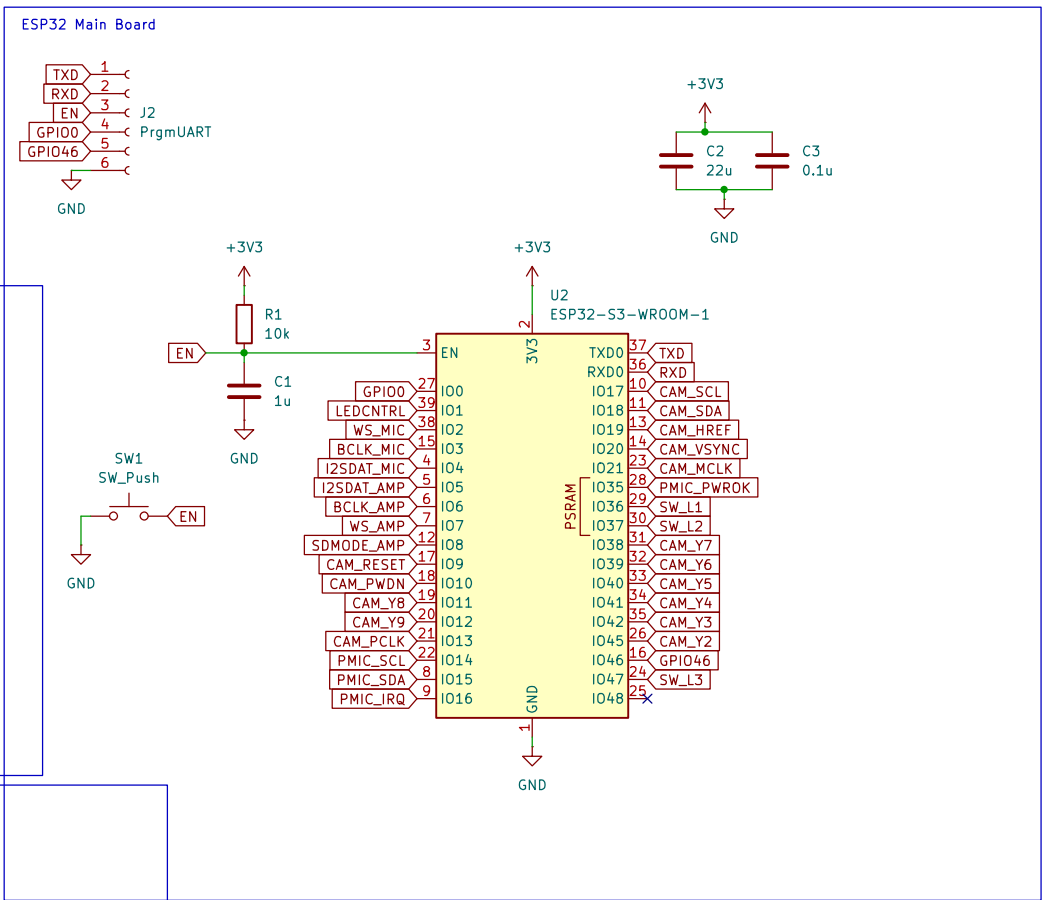 ESP32 Main Board
TXD 1
RXD 2
EN 3
GPIO0 4
GPIO46 5
6
J2
PrgmUART
GND
+3V3
C2
22u
C3
0.1u
GND
+3V3
R1
10k
EN
C1
1u
GND
SW1
SW_Push
EN
GND
+3V3
U2
ESP32-S3-WROOM-1
2
3V3
3 EN
GPIO0 27 IO0
LEDCNTRL 39 IO1
WS_MIC 38 IO2
BCLK_MIC 15 IO3
I2SDAT_MIC 4 IO4
I2SDAT_AMP 5 IO5
BCLK_AMP 6 IO6
WS_AMP 7 IO7
SDMODE_AMP 12 IO8
CAM_RESET 17 IO9
CAM_PWDN 18 IO10
CAM_Y8 19 IO11
CAM_Y9 20 IO12
CAM_PCLK 21 IO13
PMIC_SCL 22 IO14
PMIC_SDA 8 IO15
PMIC_IRQ 9 IO16
TXD0 37 TXD
RXD0 36 RXD
IO17 10 CAM_SCL
IO18 11 CAM_SDA
IO19 13 CAM_HREF
IO20 14 CAM_VSYNC
IO21 23 CAM_MCLK
IO35 28 PMIC_PWROK
IO36 29 SW_L1
IO37 30 SW_L2
IO38 31 CAM_Y7
IO39 32 CAM_Y6
IO40 33 CAM_Y5
IO41 34 CAM_Y4
IO42 35 CAM_Y3
IO45 26 CAM_Y2
IO46 16 GPIO46
IO47 24 SW_L3
IO48 25
PSRAM
GND
1
GND